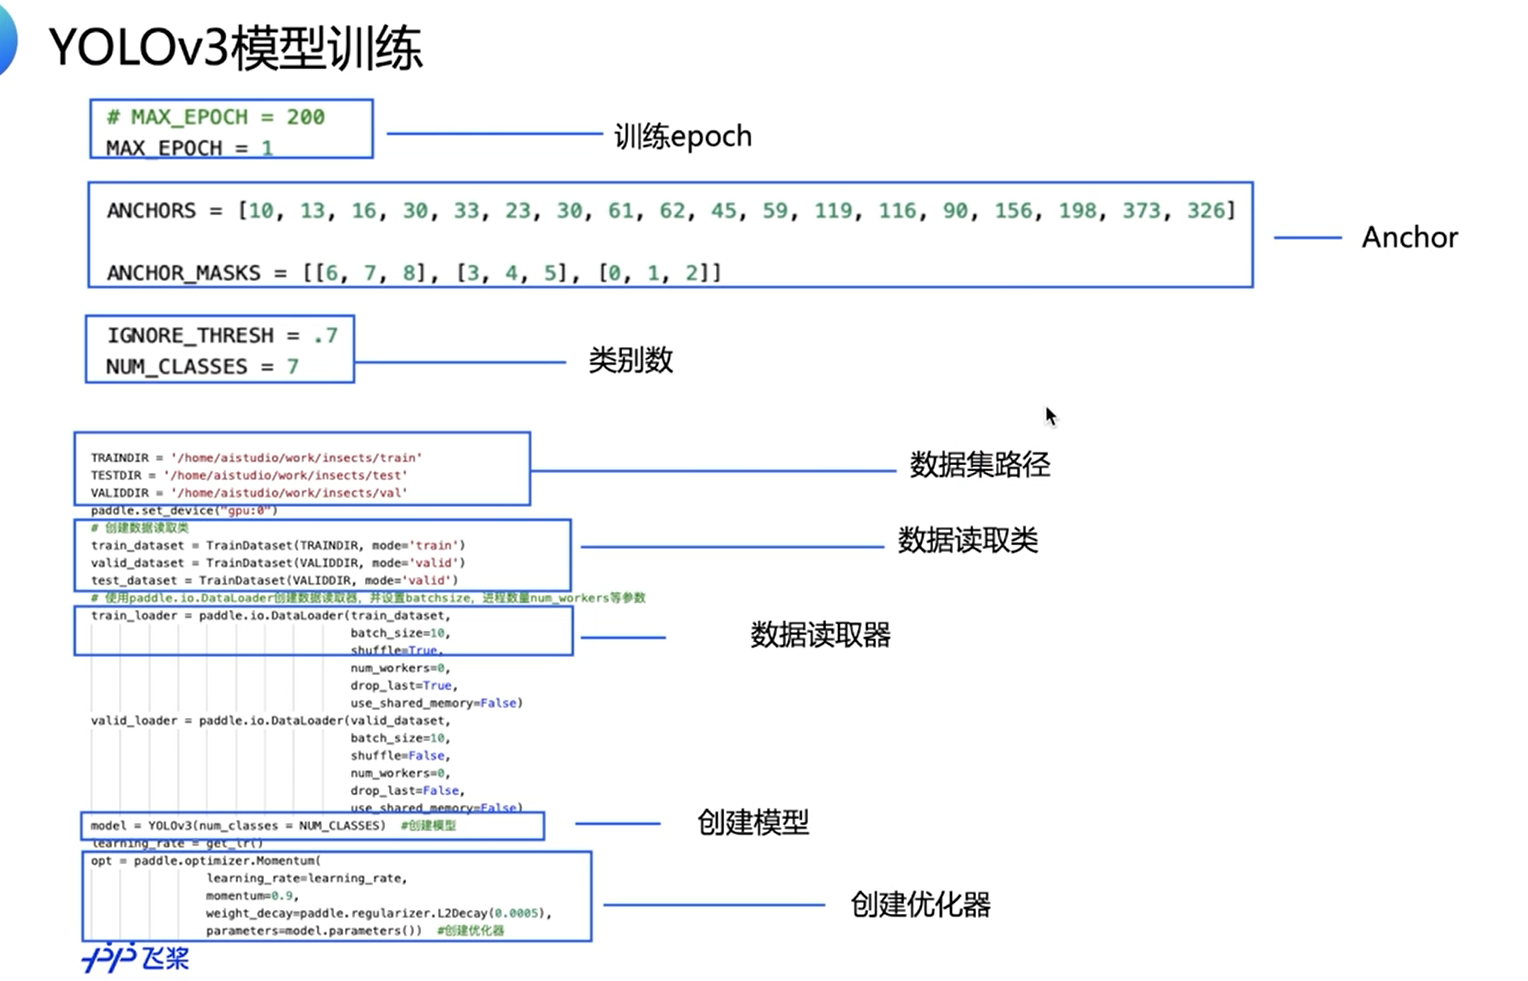 YOLOv3模型训练
# MAX_EPOCH = 200
MAX_EPOCH = 1
训练epoch
ANCHORS = [10, 13, 16, 30, 33, 23, 30, 61, 62, 45, 59, 119, 116, 90, 156, 198, 373, 326]
ANCHOR_MASKS = [[6, 7, 8], [3, 4, 5], [0, 1, 2]]
Anchor
IGNORE_THRESH = .7
NUM_CLASSES = 7
类别数
TRAINDIR = '/home/aistudio/work/insects/train'
TESTDIR = '/home/aistudio/work/insects/test'
VALIDDIR = '/home/aistudio/work/insects/val'
数据集路径
paddle.set_device("gpu:0")
# 创建数据读取类
train_dataset = TrainDataset(TRAINDIR, mode='train')
valid_dataset = TrainDataset(VALIDDIR, mode='valid')
test_dataset = TrainDataset(VALIDDIR, mode='valid')
数据读取类
# 使用paddle.io.DataLoader创建数据读取器，并设置batchsize，进程数量num_workers等参数
train_loader = paddle.io.DataLoader(train_dataset,
batch_size=10,
shuffle=True,
数据读取器
num_workers=0,
drop_last=True,
use_shared_memory=False)
valid_loader = paddle.io.DataLoader(valid_dataset,
batch_size=10,
shuffle=False,
num_workers=0,
drop_last=False,
use_shared_memory=False)
model = YOLOv3(num_classes = NUM_CLASSES) #创建模型
创建模型
learning_rate = get_lr()
opt = paddle.optimizer.Momentum(
learning_rate=learning_rate,
momentum=0.9,
weight_decay=paddle.regularizer.L2Decay(0.0005),
parameters=model.parameters()) #创建优化器
创建优化器
飞桨